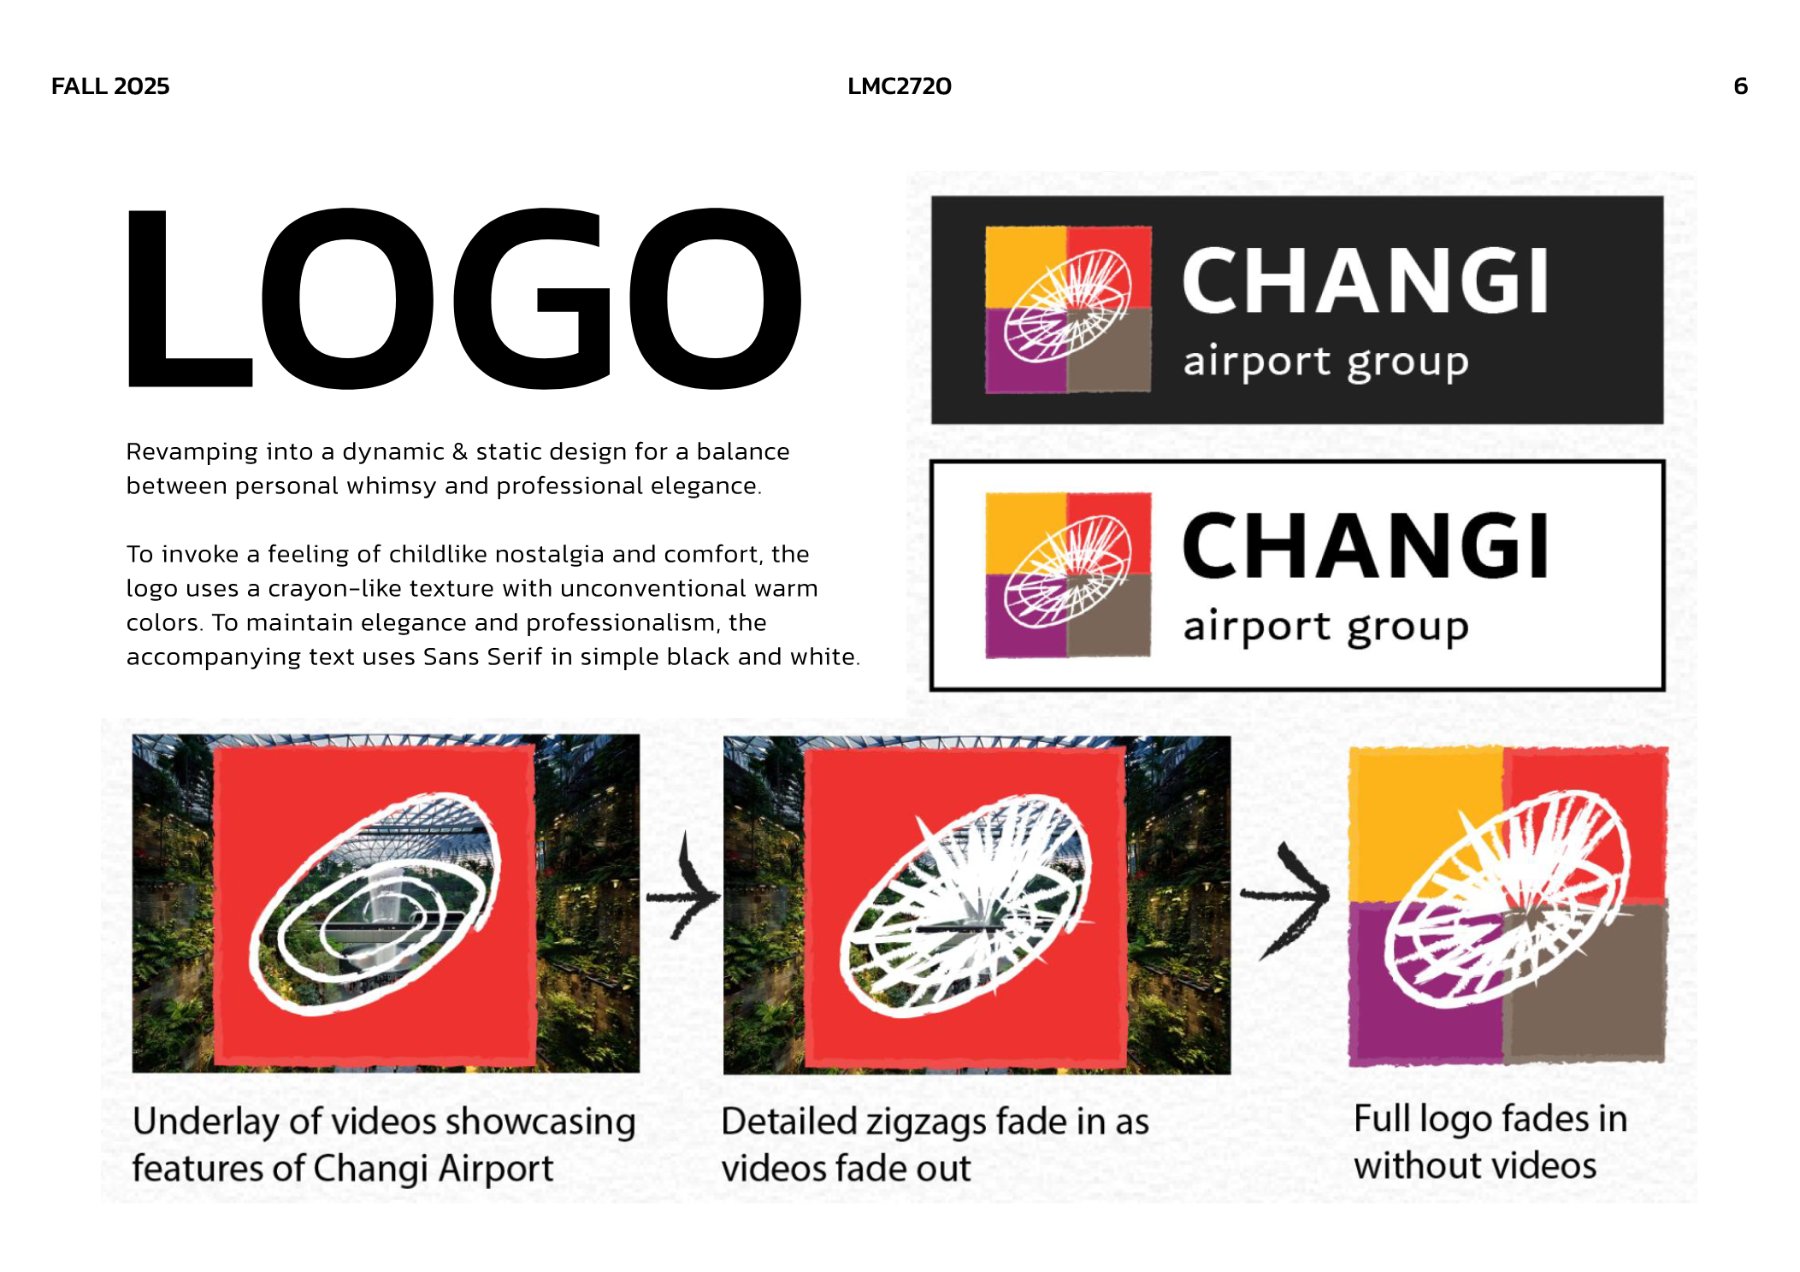 FALL 2025
LMC2720
6
LOGO
Revamping into a dynamic & static design for a balance
between personal whimsy and professional elegance.
To invoke a feeling of childlike nostalgia and comfort, the
logo uses a crayon-like texture with unconventional warm
colors. To maintain elegance and professionalism, the
accompanying text uses Sans Serif in simple black and white.
CHANGI
airport group
CHANGI
airport group
Underlay of videos showcasing
features of Changi Airport
Detailed zigzags fade in as
videos fade out
Full logo fades in
without videos